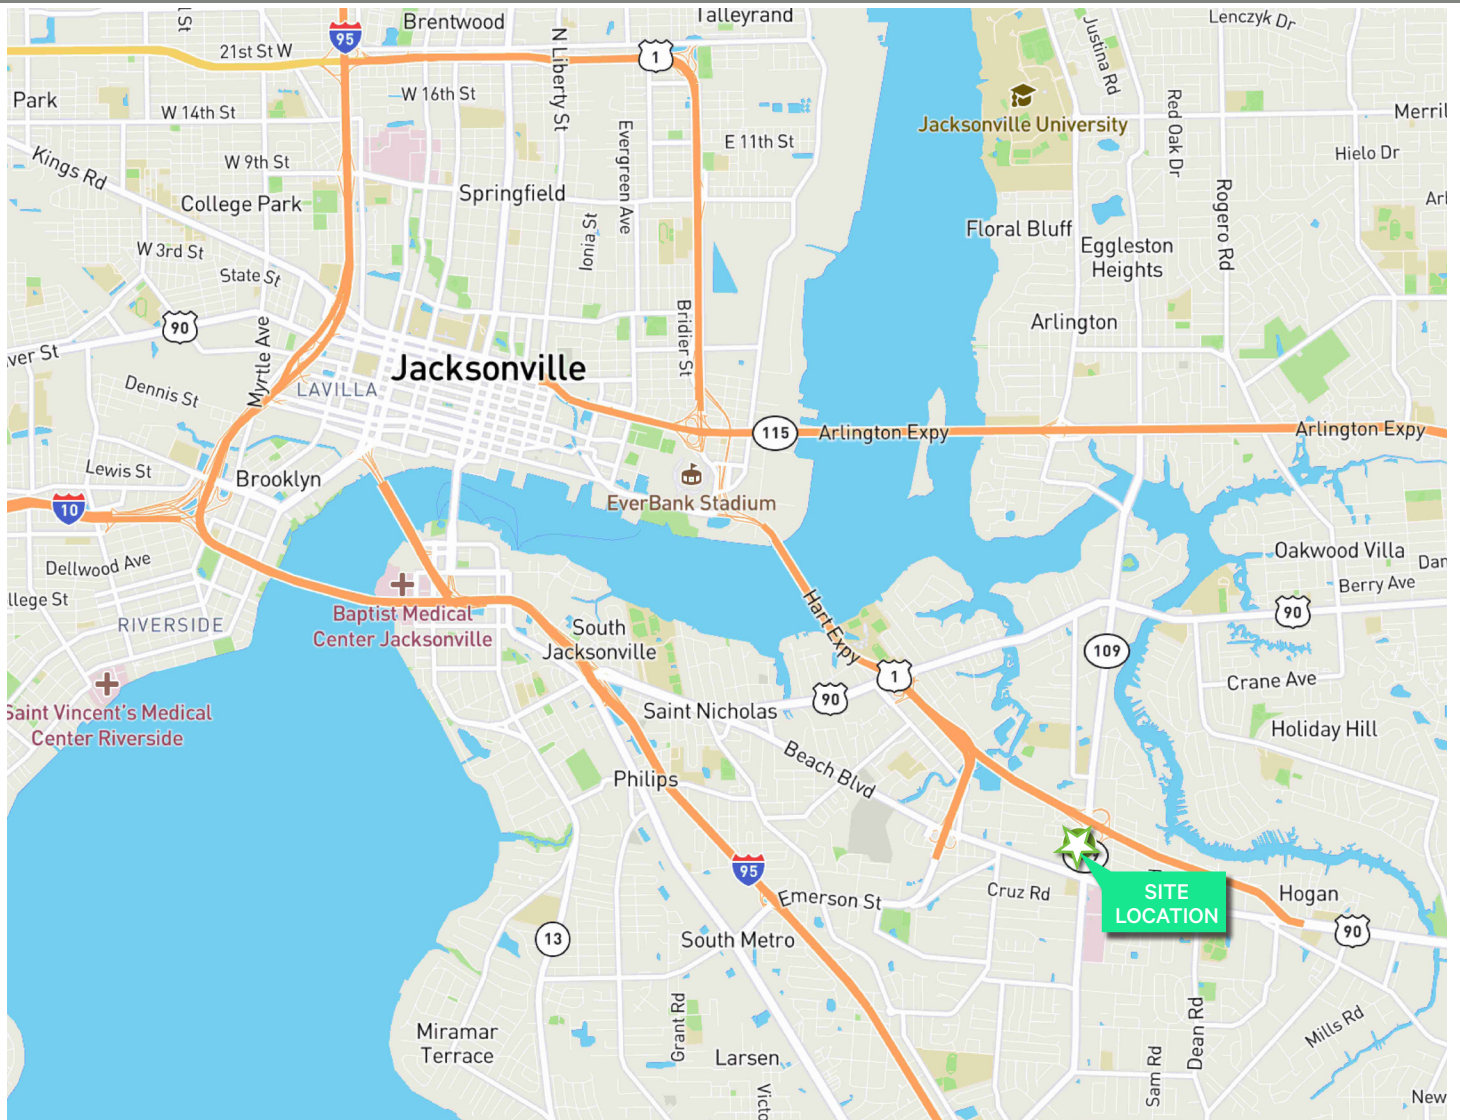 Brentwood
Talleyrand
Lenczyk Dr
95
21st St W
N Liberty St
1
Justina Rd
Park
W 16th St
W 14th St
Jacksonville University
Red Oak Dr
Merril
Evergreen Ave
E 11th St
Hielo Dr
W 9th St
Kings Rd
Springfield
College Park
Rogero Rd
Ionia St
Floral Bluff
W 3rd St
Eggleston
Heights
State St
90
Myrtle Ave
Bridier St
Arlington
ver St
Jacksonville
Dennis St
LAVILLA
115
Arlington Expy
Arlington Expy
Lewis St
Brooklyn
EverBank Stadium
10
Oakwood Villa
Dellwood Ave
Berry Ave
llege St
Baptist Medical
Center Jacksonville
90
RIVERSIDE
South
Jacksonville
Hart Expy
109
1
90
Crane Ave
Saint Vincent's Medical
Center Riverside
Saint Nicholas
Holiday Hill
Beach Blvd
Philips
95
Emerson St
Cruz Rd
SITE
LOCATION
Hogan
90
13
South Metro
Grant Rd
Dean Rd
Mills Rd
Miramar
Terrace
Larsen
Sam Rd
New